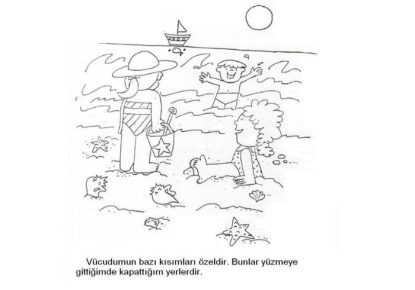 Vücudumun bazı kısımları özeldir. Bunlar yüzmeye
gittiğimde kapattığım yerlerdir.